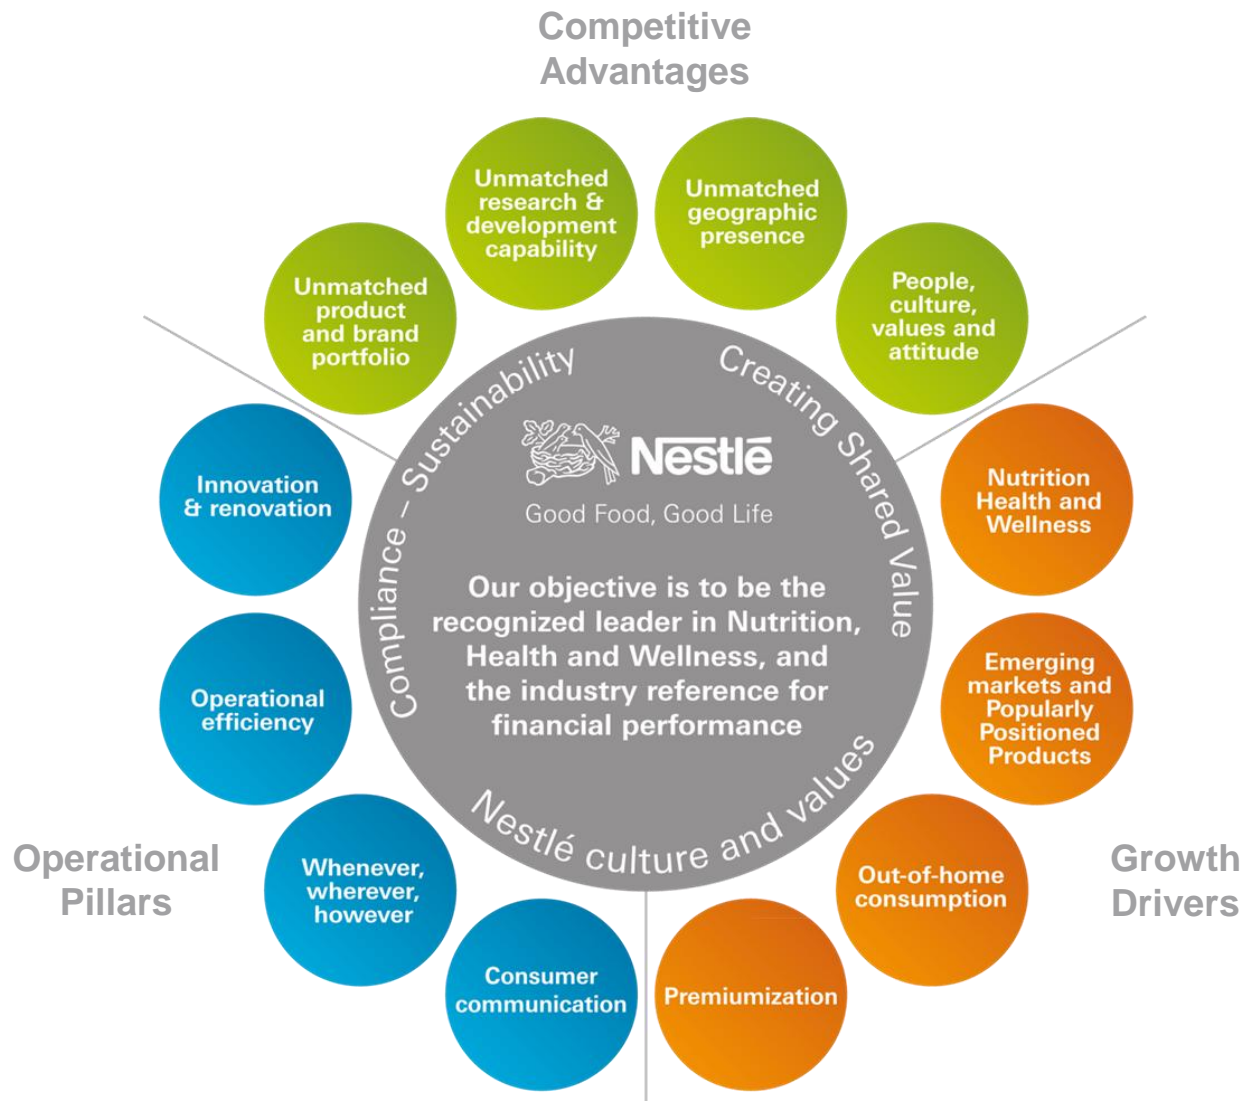 Competitive
Advantages
Unmatched
research &
development
capability
Unmatched
geographic
presence
Unmatched
product
and brand
portfolio
People,
culture,
values and
attitude
Compliance – Sustainability
Creating Shared Value
Nestlé
Good Food, Good Life
Our objective is to be the
recognized leader in Nutrition,
Health and Wellness, and
the industry reference for
financial performance
Nestlé culture and values
Innovation
& renovation
Operational
efficiency
Whenever,
wherever,
however
Consumer
communication
Operational
Pillars
Nutrition
Health and
Wellness
Emerging
markets and
Popularly
Positioned
Products
Out-of-home
consumption
Premiumization
Growth
Drivers